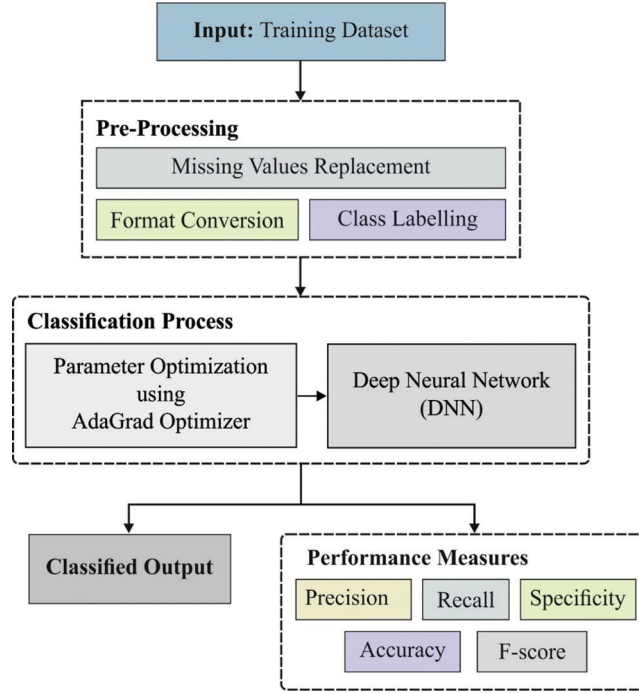 Input: Training Dataset
Pre-Processing
Missing Values Replacement
Format Conversion
Class Labelling
Classification Process
Parameter Optimization
using
AdaGrad Optimizer
Deep Neural Network
(DNN)
Classified Output
Performance Measures
Precision
Recall
Specificity
Accuracy
F-score